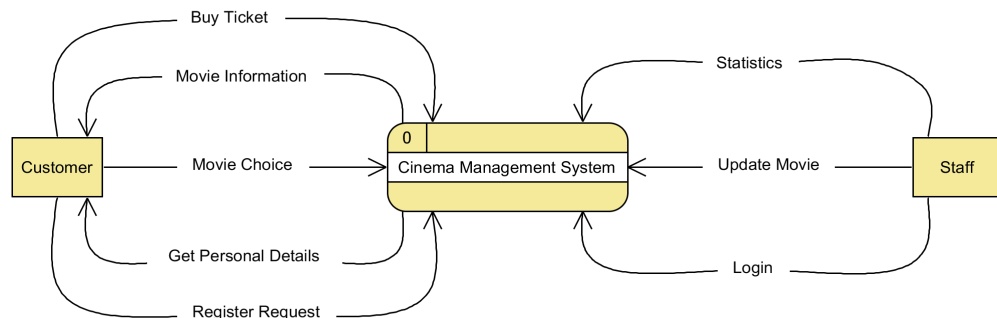 Buy Ticket
Movie Information
Statistics
0
Customer
Movie Choice
Cinema Management System
Update Movie
Staff
Get Personal Details
Login
Register Request